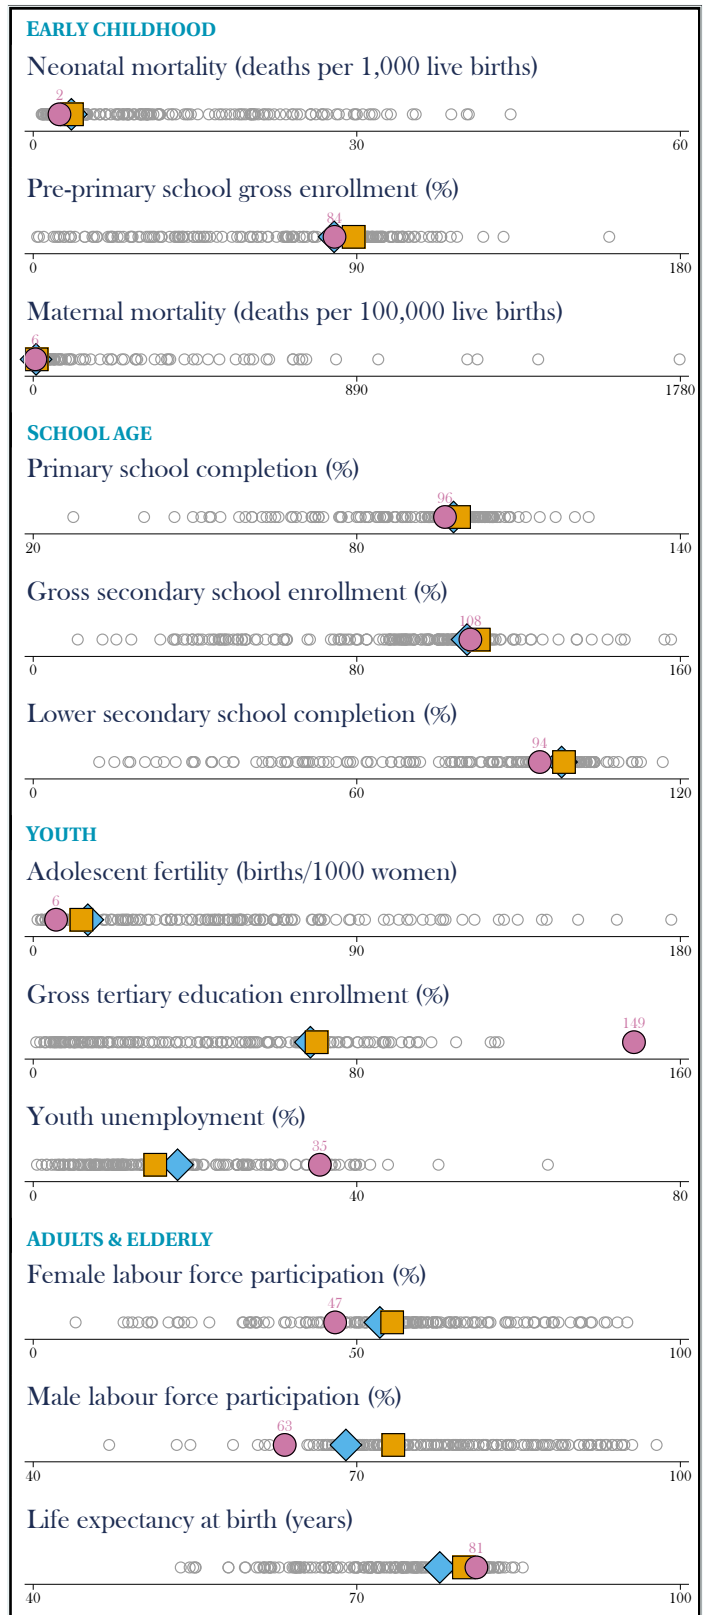 EARLY CHILDHOOD
Neonatal mortality (deaths per 1,000 live births)
2
0 30 60
Pre-primary school gross enrollment (%)
84
0 90 180
Maternal mortality (deaths per 100,000 live births)
6
0 890 1780
SCHOOL AGE
Primary school completion (%)
96
20 80 140
Gross secondary school enrollment (%)
108
0 80 160
Lower secondary school completion (%)
94
0 60 120
YOUTH
Adolescent fertility (births/1000 women)
6
0 90 180
Gross tertiary education enrollment (%)
149
0 80 160
Youth unemployment (%)
35
0 40 80
ADULTS & ELDERLY
Female labour force participation (%)
47
0 50 100
Male labour force participation (%)
63
40 70 100
Life expectancy at birth (years)
81
40 70 100